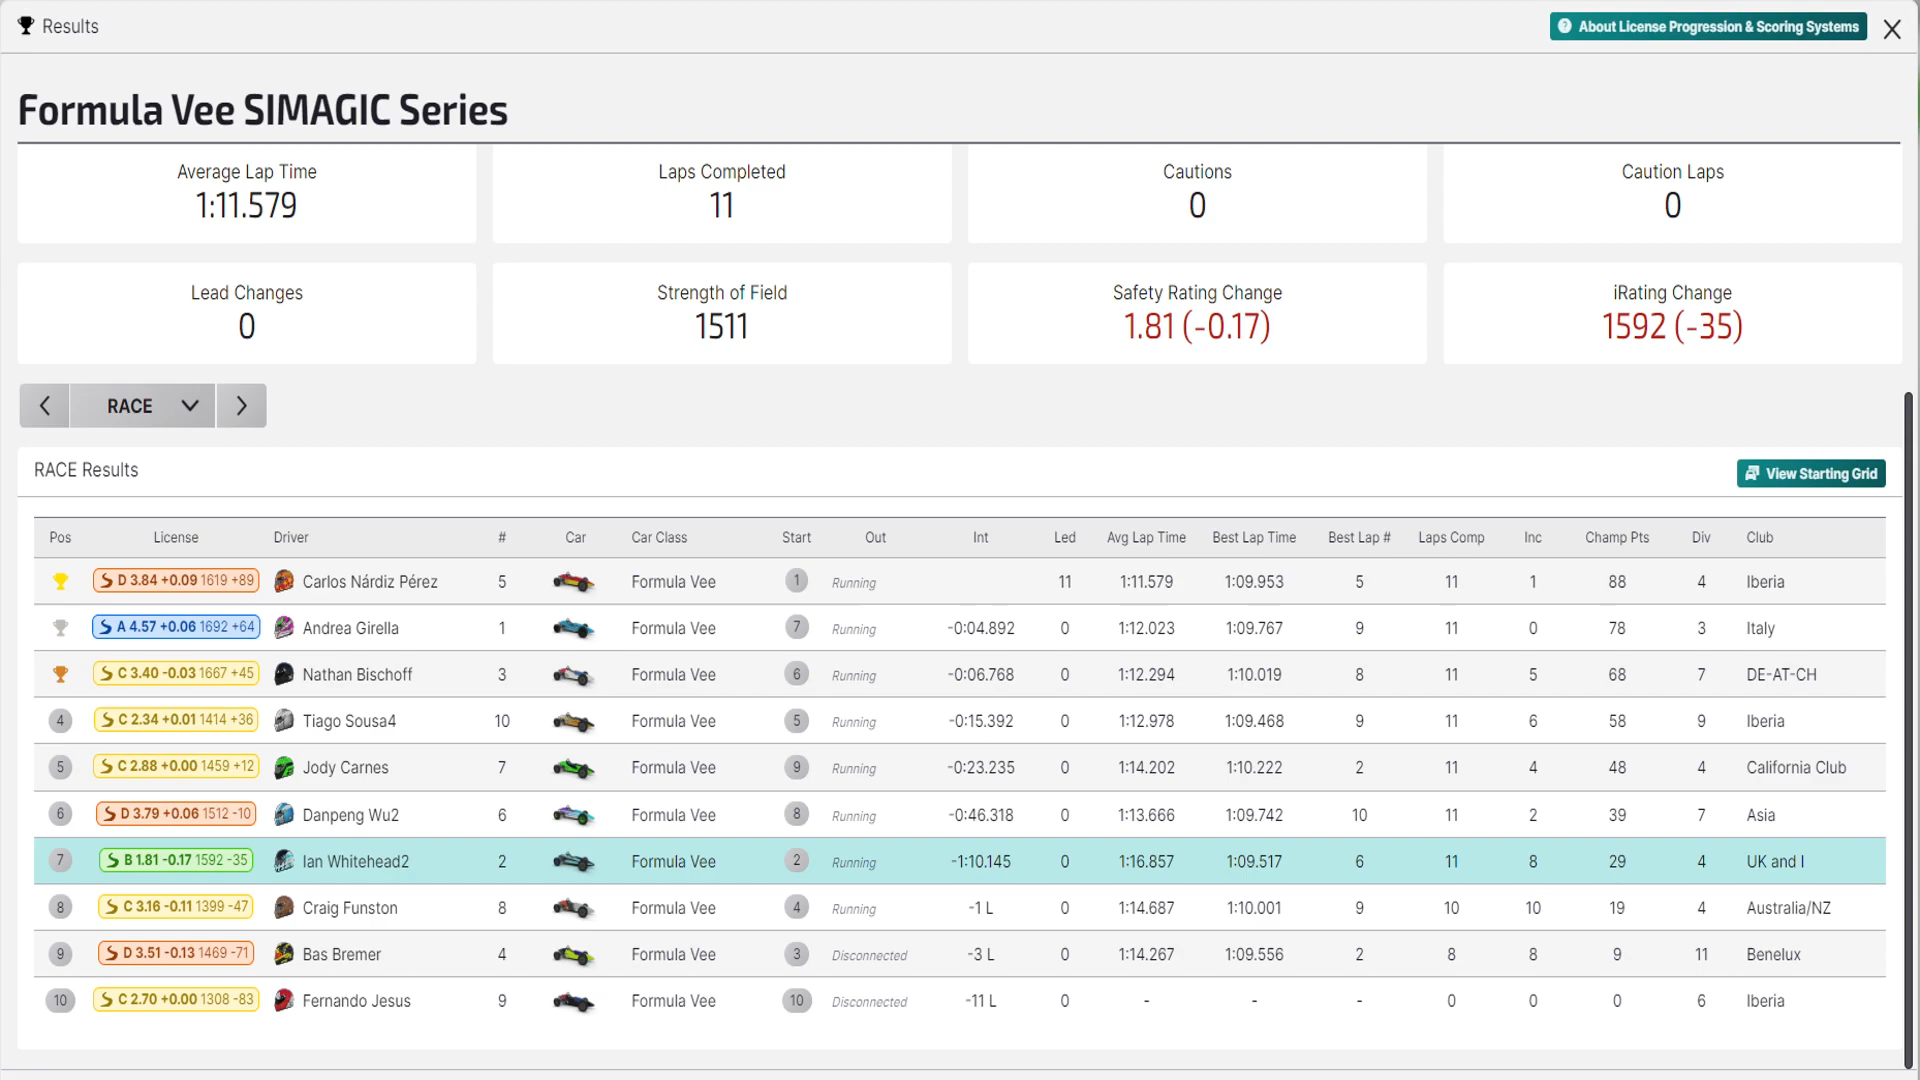 Results
About License Progression & Scoring Systems
Formula Vee SIMAGIC Series
Average Lap Time Laps Completed Cautions Caution Laps
1:11.579 11 0 0
Lead Changes Strength of Field Safety Rating Change iRating Change
0 1511 1.81 (-0.17) 1592 (-35)
RACE
RACE Results View Starting Grid
Pos License Driver # Car Car Class Start Out Int Led Avg Lap Time Best Lap Time Best Lap # Laps Comp Inc Champ Pts Div Club
D 3.84 +0.09 1619 +89 Carlos Nárdiz Pérez 5 Formula Vee 1 Running 11 1:11.579 1:09.953 5 11 1 88 4 Iberia
A 4.57 +0.06 1692 +64 Andrea Girella 1 Formula Vee 7 Running -0:04.892 0 1:12.023 1:09.767 9 11 0 78 3 Italy
C 3.40 -0.03 1667 +45 Nathan Bischoff 3 Formula Vee 6 Running -0:06.768 0 1:12.294 1:10.019 8 11 5 68 7 DE-AT-CH
4 C 2.34 +0.01 1414 +36 Tiago Sousa4 10 Formula Vee 5 Running -0:15.392 0 1:12.978 1:09.468 9 11 6 58 9 Iberia
5 C 2.88 +0.00 1459 +12 Jody Carnes 7 Formula Vee 9 Running -0:23.235 0 1:14.202 1:10.222 2 11 4 48 4 California Club
6 D 3.79 +0.06 1512 -10 Danpeng Wu2 6 Formula Vee 8 Running -0:46.318 0 1:13.666 1:09.742 10 11 2 39 7 Asia
7 B 1.81 -0.17 1592 -35 Ian Whitehead2 2 Formula Vee 2 Running -1:10.145 0 1:16.857 1:09.517 6 11 8 29 4 UK and I
8 C 3.16 -0.11 1399 -47 Craig Funston 8 Formula Vee 4 Running -1 L 0 1:14.687 1:10.001 9 10 10 19 4 Australia/NZ
9 D 3.51 -0.13 1469 -71 Bas Bremer 4 Formula Vee 3 Disconnected -3 L 0 1:14.267 1:09.556 2 8 8 9 11 Benelux
10 C 2.70 +0.00 1308 -83 Fernando Jesus 9 Formula Vee 10 Disconnected -11 L 0 - - - 0 0 0 6 Iberia